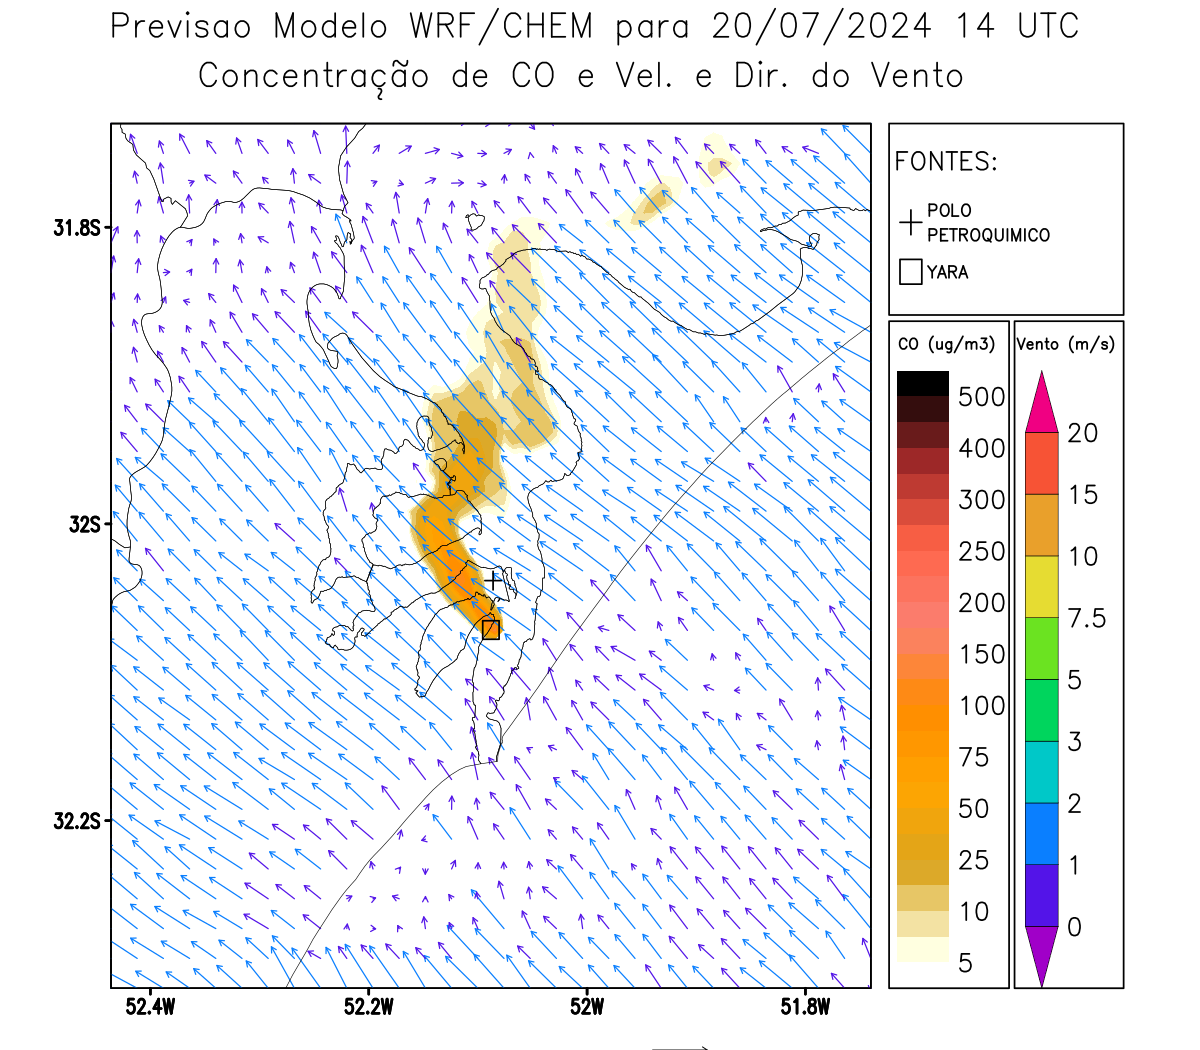 Previsao Modelo WRF/CHEM para 20/07/2024 14 UTC
Concentração de CO e Vel. e Dir. do Vento
FONTES:
POLO
PETROQUIMICO
YARA
CO (ug/m3)
500
400
300
250
200
150
100
75
50
25
10
5
Vento (m/s)
20
15
10
7.5
5
3
2
1
0
31.8S
32S
32.2S
52.4W
52.2W
52W
51.8W